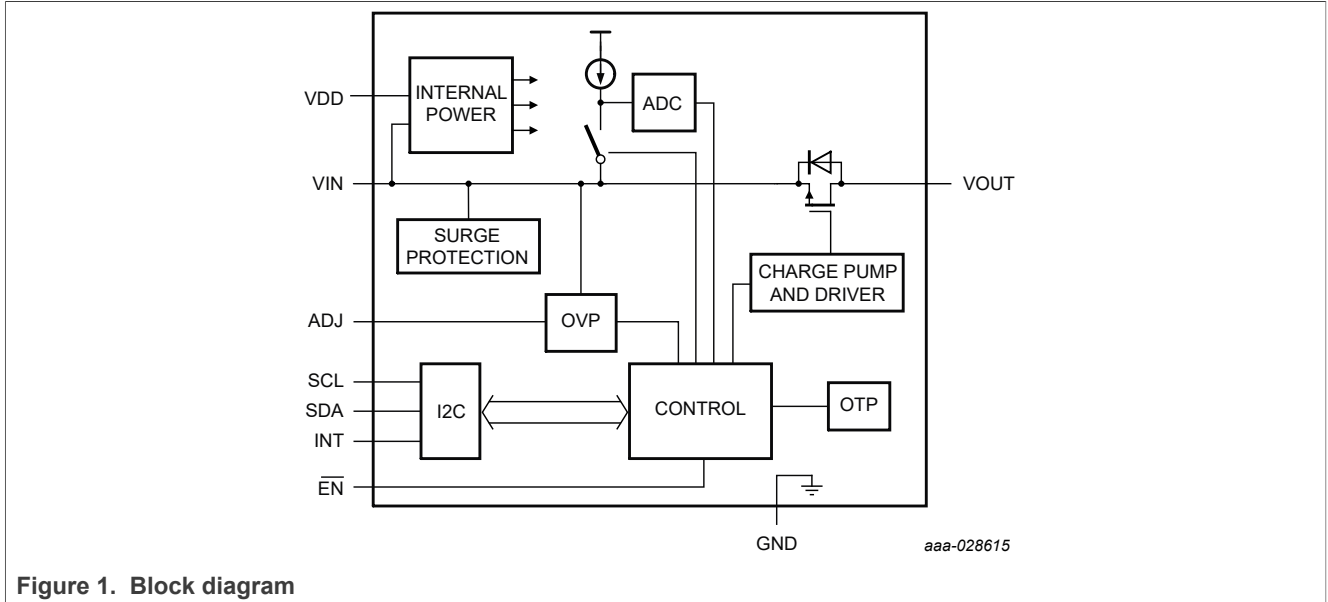 VDD
INTERNAL
POWER
ADC
VIN
VOUT
SURGE
PROTECTION
CHARGE PUMP
AND DRIVER
ADJ
OVP
SCL
SDA
INT
I2C
CONTROL
OTP
EN
GND
aaa-028615
Figure 1. Block diagram